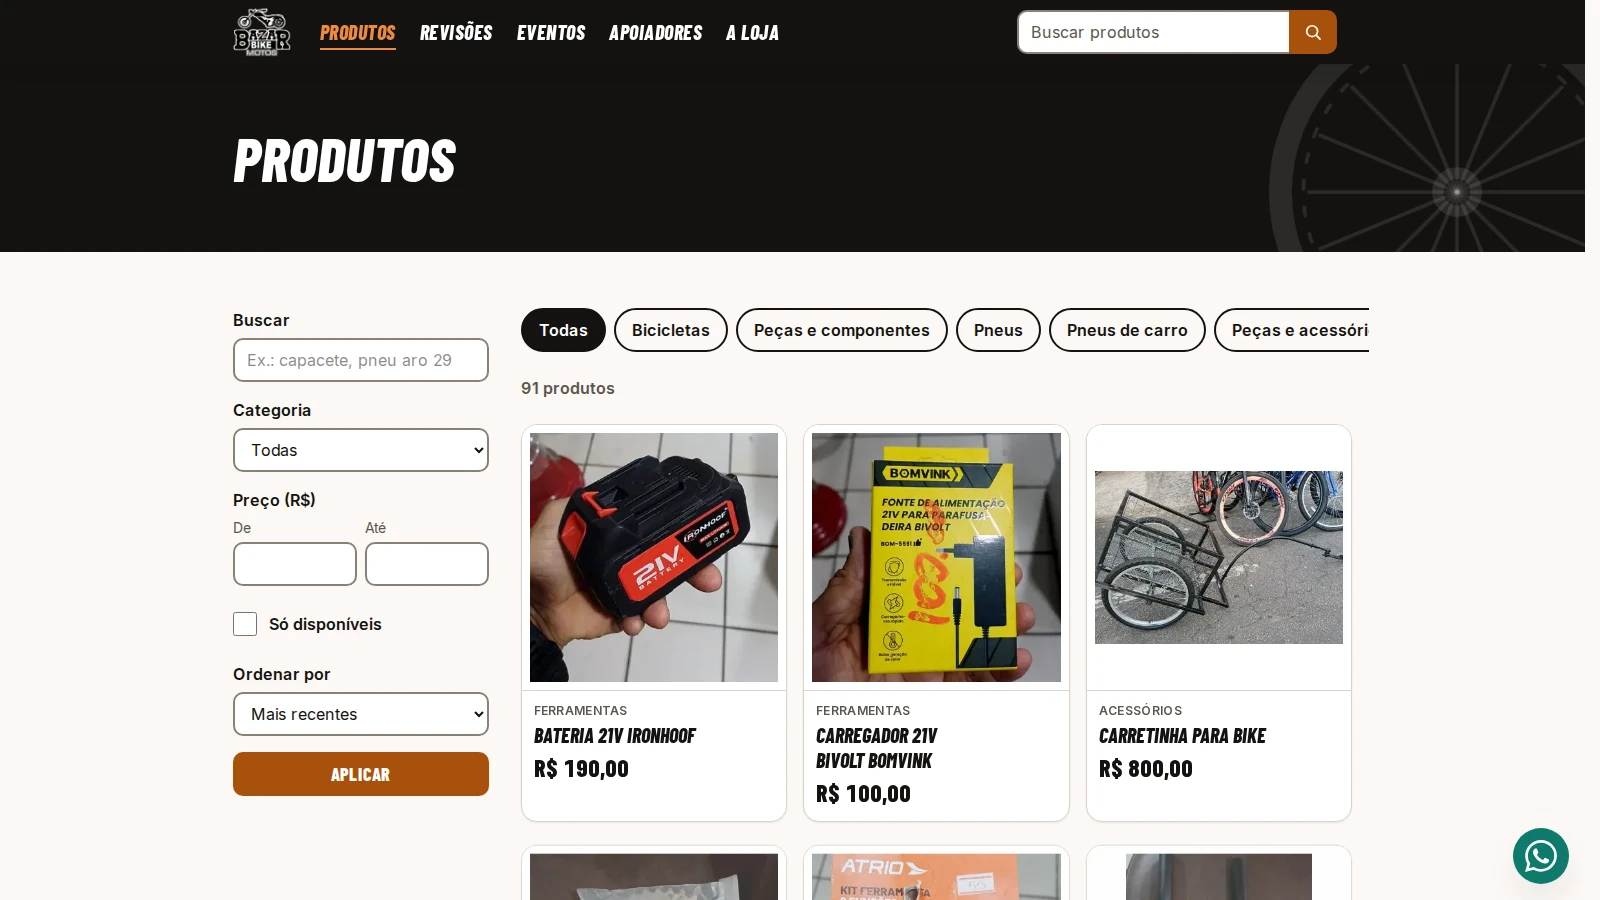 BAZAR
BIKE
MOTOS
PRODUTOS
REVISÕES
EVENTOS
APOIADORES
A LOJA
Buscar produtos
PRODUTOS
Buscar
Ex.: capacete, pneu aro 29
Categoria
Todas
Preço (R$)
De
Até
Só disponíveis
Ordenar por
Mais recentes
APLICAR
Todas
Bicicletas
Peças e componentes
Pneus
Pneus de carro
Peças e acessóri
91 produtos
IRONHOOF
21V
BATTERY
FERRAMENTAS
BATERIA 21V IRONHOOF
R$ 190,00
BOMVINK
FONTE DE ALIMENTAÇÃO
21V PARA PARAFUSA-
DEIRA BIVOLT
FERRAMENTAS
CARREGADOR 21V
BIVOLT BOMVINK
R$ 100,00
ACESSÓRIOS
CARRETINHA PARA BIKE
R$ 800,00
ATRIO
KIT FERRAMENTA